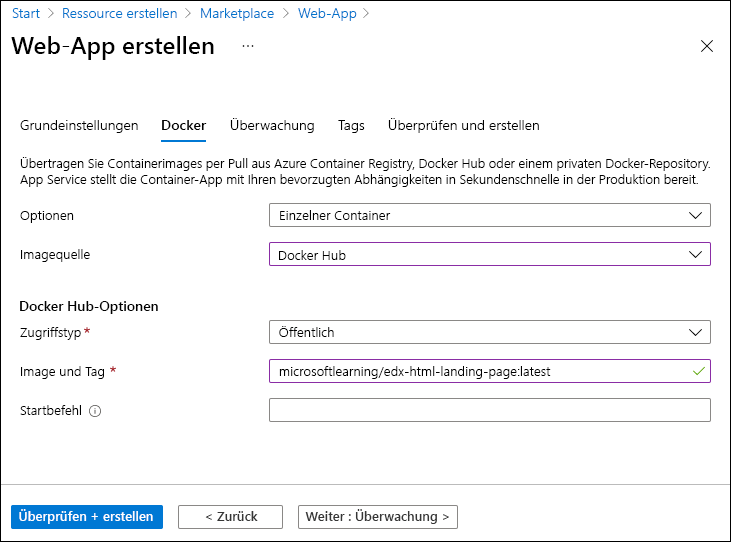 Start > Ressource erstellen > Marketplace > Web-App >
Web-App erstellen ...
Grundeinstellungen Docker Überwachung Tags Überprüfen und erstellen
Übertragen Sie Containerimages per Pull aus Azure Container Registry, Docker Hub oder einem privaten Docker-Repository.
App Service stellt die Container-App mit Ihren bevorzugten Abhängigkeiten in Sekundenschnelle in der Produktion bereit.
Optionen Einzelner Container
Imagequelle Docker Hub
Docker Hub-Optionen
Zugriffstyp * Öffentlich
Image und Tag * microsoftlearning/edx-html-landing-page:latest
Startbefehl
Überprüfen + erstellen < Zurück Weiter : Überwachung >